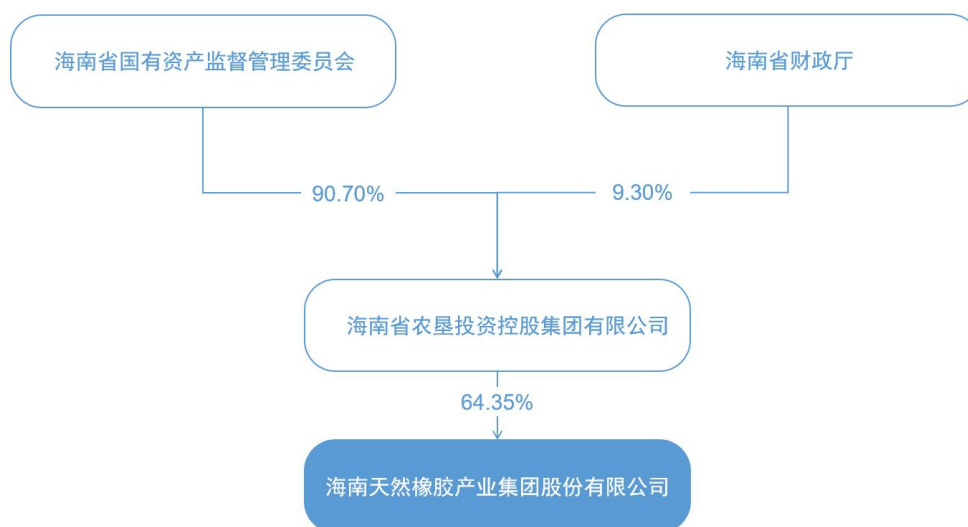 海南省国有资产监督管理委员会
海南省财政厅
90.70%
9.30%
海南省农垦投资控股集团有限公司
64.35%
海南天然橡胶产业集团股份有限公司